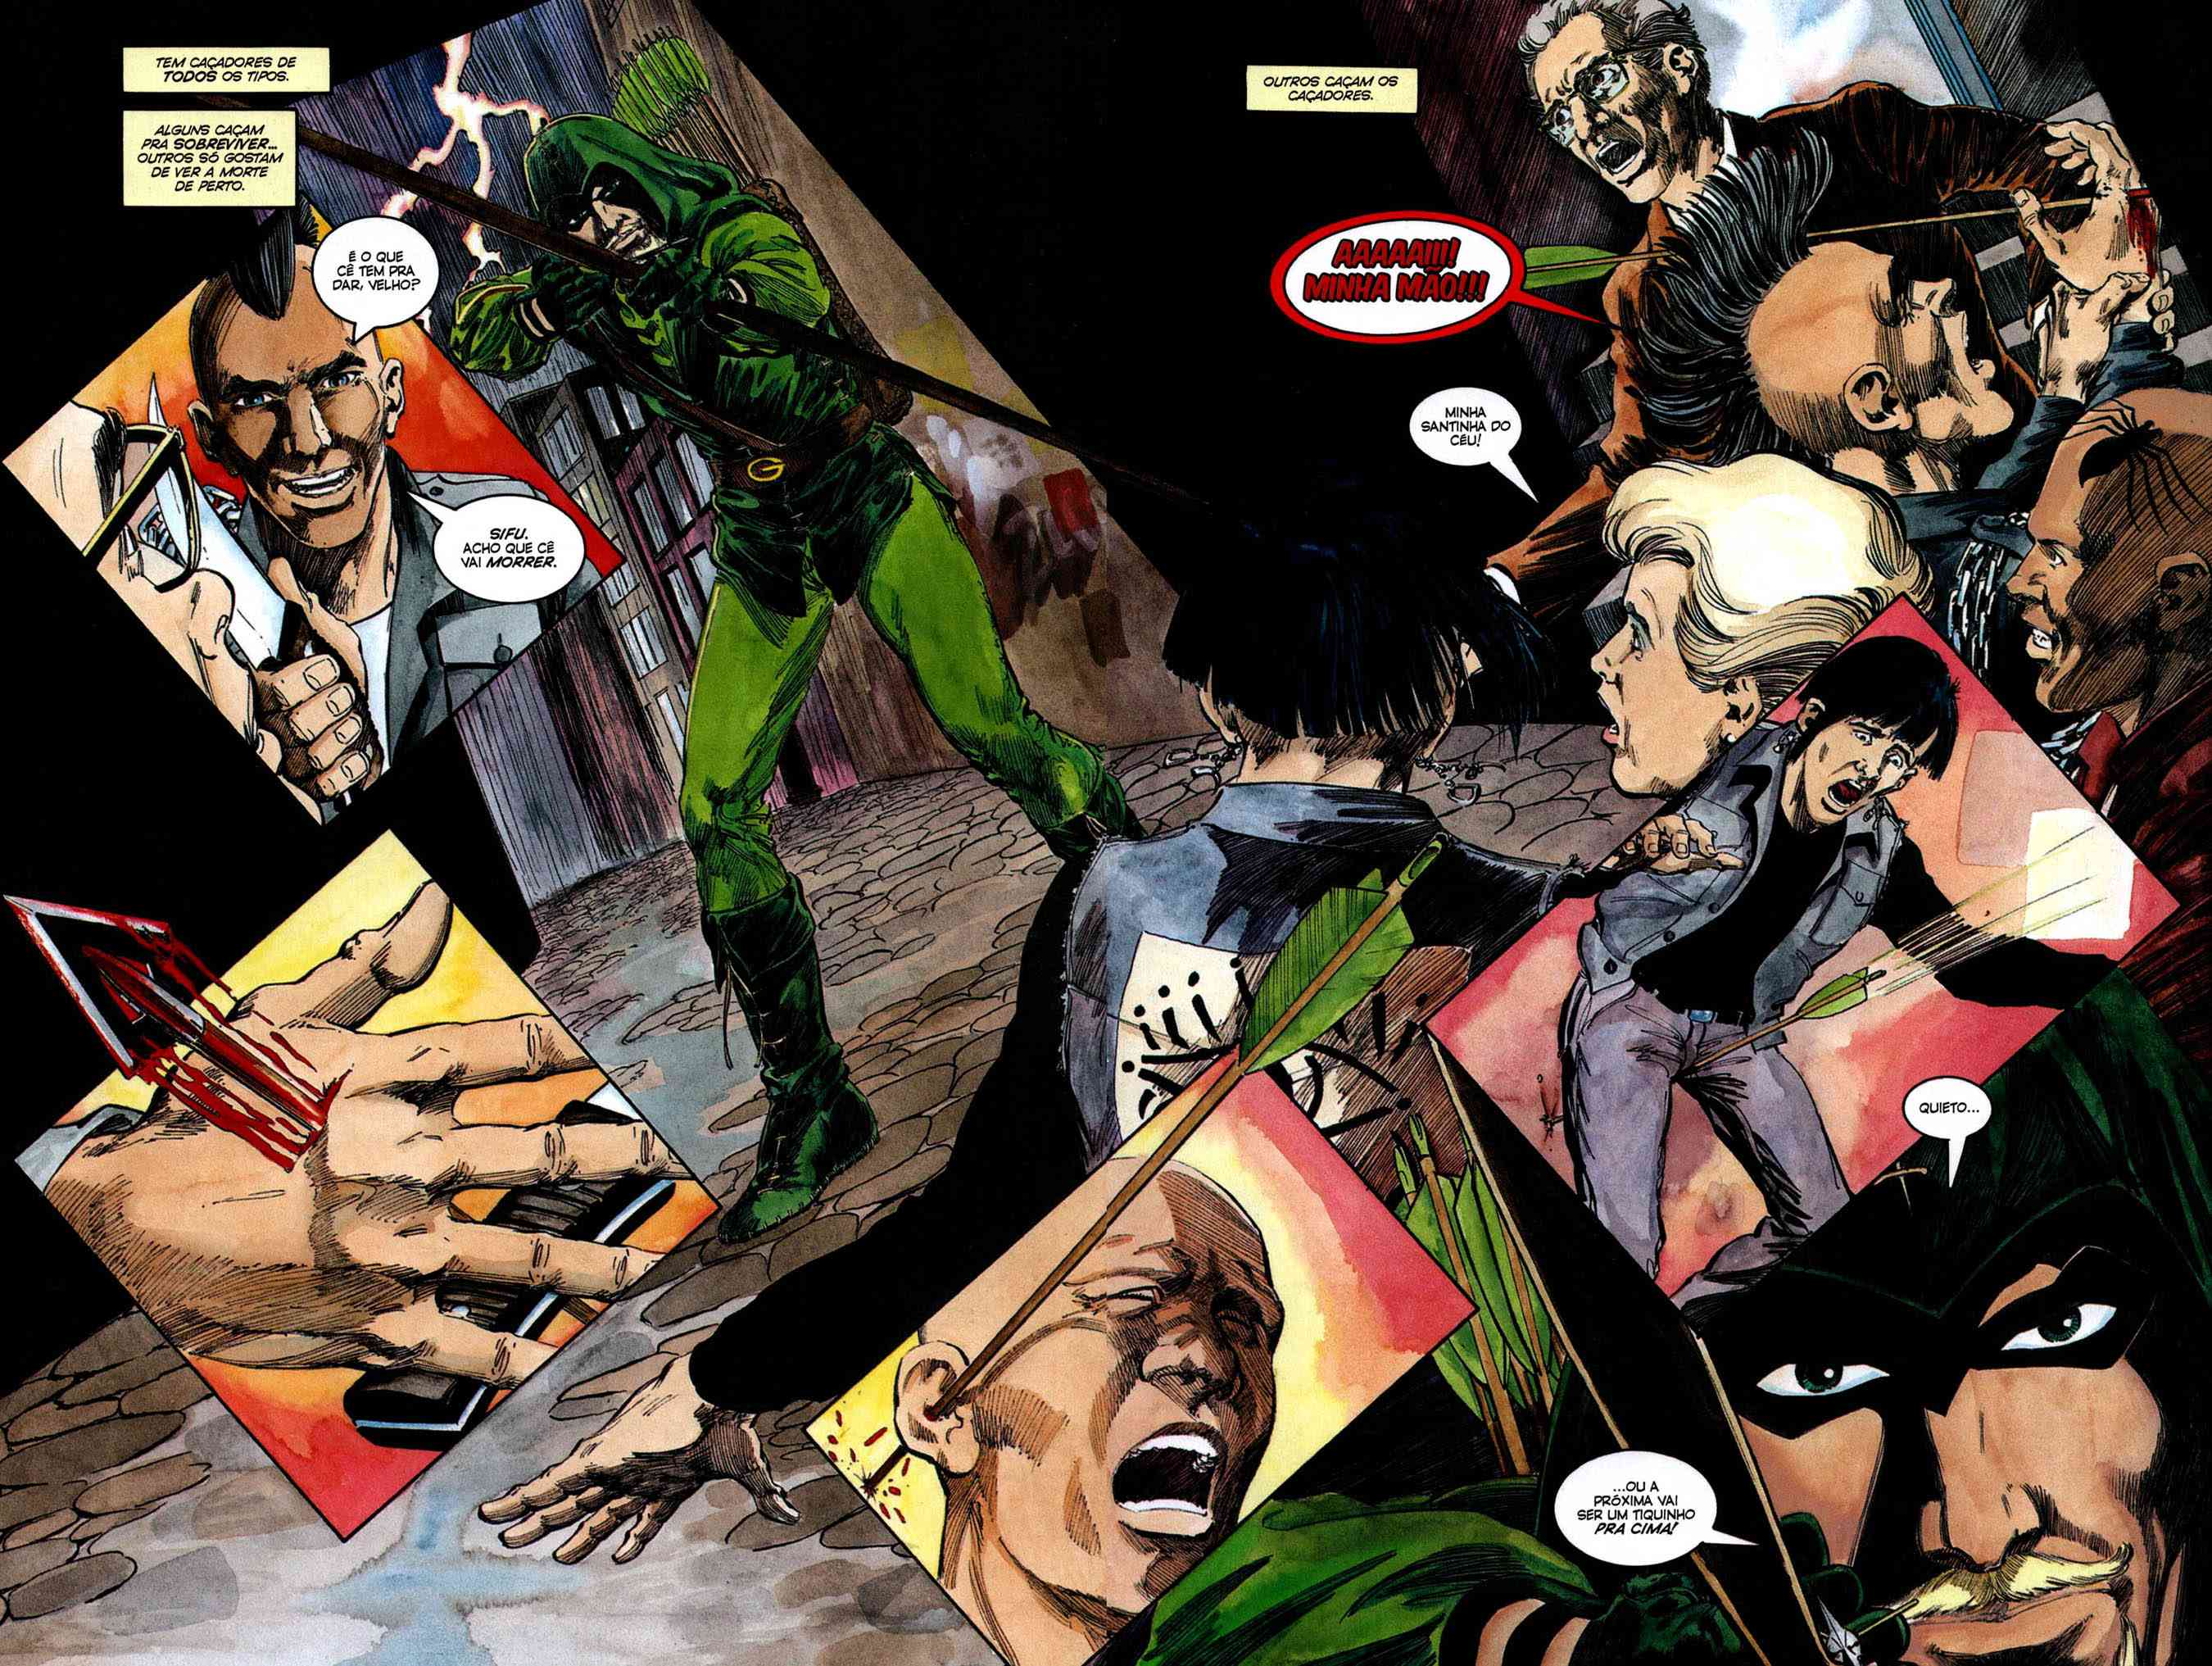 TEM CAÇADORES DE
TODOS OS TIPOS.
ALGUNS CAÇAM
PRA SOBREVIVER...
OUTROS SÓ GOSTAM
DE VER A MORTE
DE PERTO.
É O QUE
CÊ TEM PRA
DAR, VELHO?
SIFU.
ACHO QUE CÊ
VAI MORRER.
G
OUTROS CAÇAM OS
CAÇADORES.
AAAAAIII!
MINHA MÃO!!!
MINHA
SANTINHA DO
CÉU!
QUIETO...
...OU A
PRÓXIMA VAI
SER UM TIQUINHO
PRA CIMA!